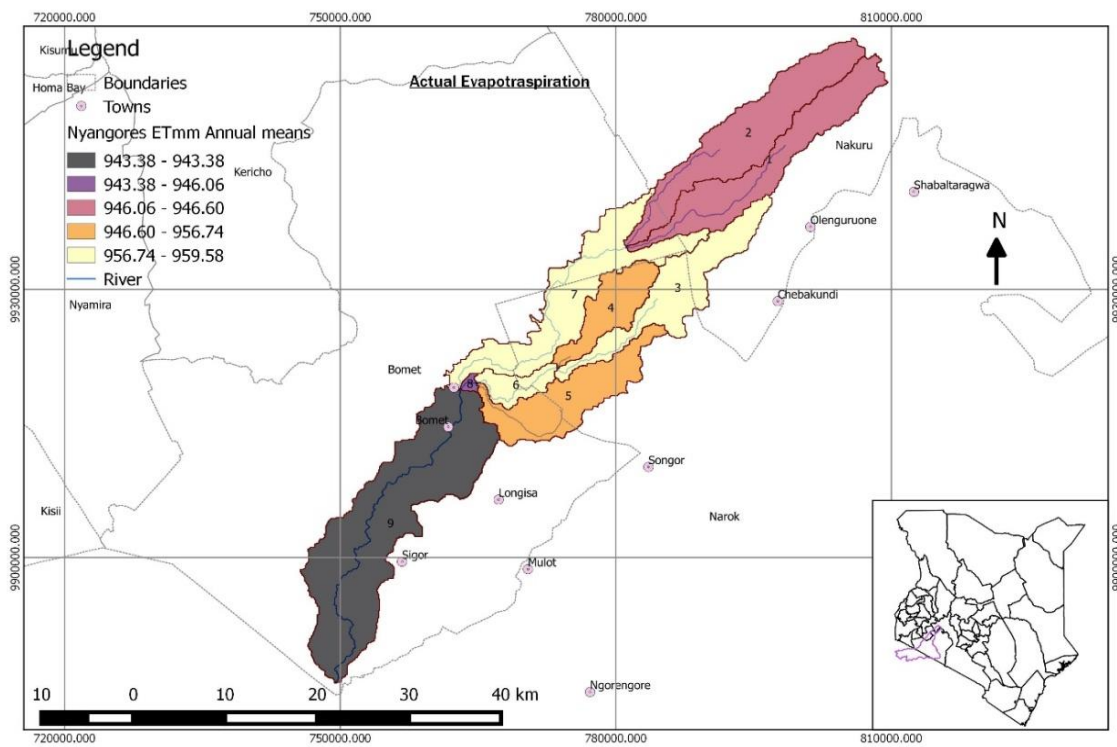 720000.000 750000.000 780000.000 810000.000
Legend
Kisumu
Boundaries
Homa Bay
Towns
Actual Evapotraspiration
Nyangores ETmm Annual means
943.38 - 943.38
943.38 - 946.06
946.06 - 946.60
946.60 - 956.74
956.74 - 959.58
River
Kericho
Nakuru
Shabaltaragwa
Olenguruone
N
Chebakundi
Nyamira
9930000.000
9930000.000
2
1
3
7
4
6
5
8
9
Bomet
Bomet
Songor
Longisa
Narok
Kisii
Sigor
Mulot
9900000.000
9900000.000
Ngorengore
10 0 10 20 30 40 km
720000.000 750000.000 780000.000 810000.000